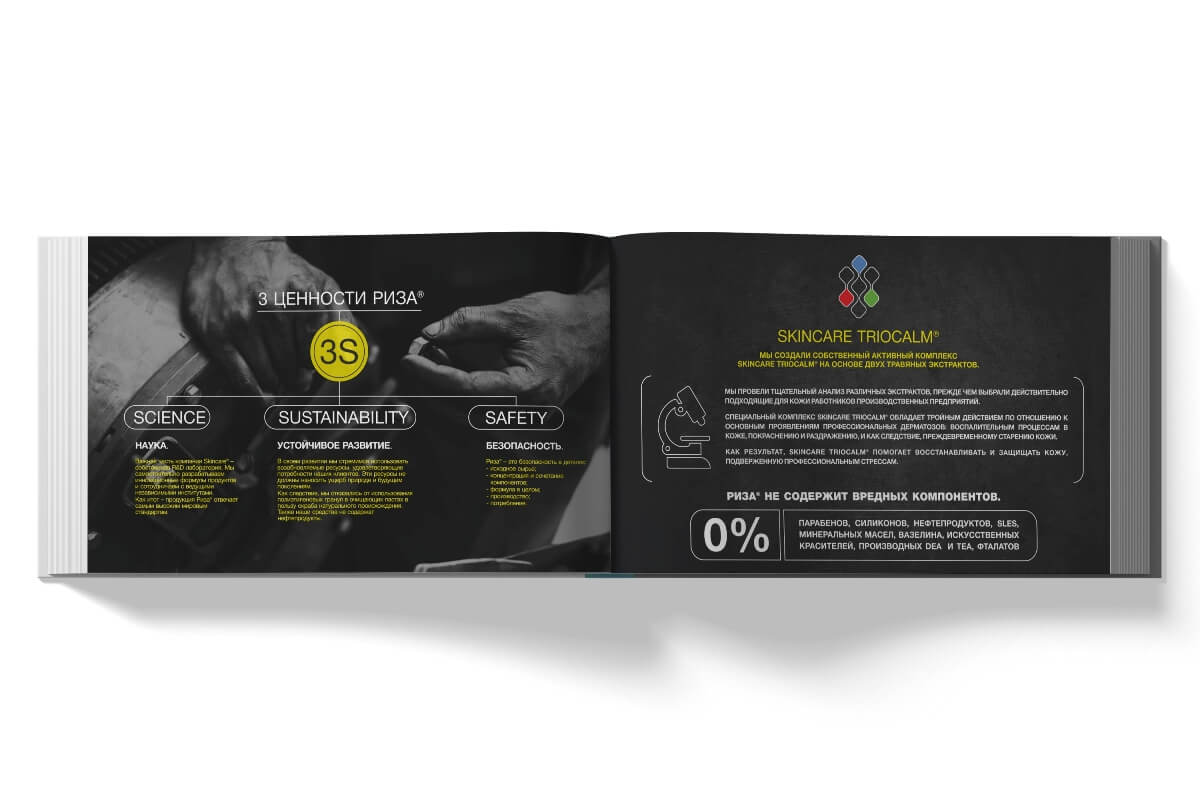 3 ЦЕННОСТИ РИЗА®
3S
SCIENCE
SUSTAINABILITY
SAFETY
НАУКА.
Важная часть компании Skincare® –
собственная R&D лаборатория. Мы
самостоятельно разрабатываем
инновационные формулы продуктов
и сотрудничаем с ведущими
независимыми институтами.
Как итог – продукция Риза® отвечает
самым высоким мировым
стандартам.
УСТОЙЧИВОЕ РАЗВИТИЕ.
В своем развитии мы стремимся использовать
возобновляемые ресурсы, удовлетворяющие
потребности наших клиентов. Эти ресурсы не
должны наносить ущерб природе и будущим
поколениям.
Как следствие, мы отказались от использования
полиэтиленовых гранул в очищающих пастах в
пользу скраба натурального происхождения.
Также наши средства не содержат
нефтепродукты.
БЕЗОПАСНОСТЬ.
Риза® – это безопасность в деталях:
- исходное сырье;
- концентрация и сочетание
компонентов;
- формула в целом;
- производство;
- потребление.
SKINCARE TRIOCALM®
МЫ СОЗДАЛИ СОБСТВЕННЫЙ АКТИВНЫЙ КОМПЛЕКС
SKINCARE TRIOCALM® НА ОСНОВЕ ДВУХ ТРАВЯНЫХ ЭКСТРАКТОВ.
МЫ ПРОВЕЛИ ТЩАТЕЛЬНЫЙ АНАЛИЗ РАЗЛИЧНЫХ ЭКСТРАКТОВ, ПРЕЖДЕ ЧЕМ ВЫБРАЛИ ДЕЙСТВИТЕЛЬНО
ПОДХОДЯЩИЕ ДЛЯ КОЖИ РАБОТНИКОВ ПРОИЗВОДСТВЕННЫХ ПРЕДПРИЯТИЙ.
СПЕЦИАЛЬНЫЙ КОМПЛЕКС SKINCARE TRIOCALM® ОБЛАДАЕТ ТРОЙНЫМ ДЕЙСТВИЕМ ПО ОТНОШЕНИЮ К
ОСНОВНЫМ ПРОЯВЛЕНИЯМ ПРОФЕССИОНАЛЬНЫХ ДЕРМАТОЗОВ: ВОСПАЛИТЕЛЬНЫМ ПРОЦЕССАМ В
КОЖЕ, ПОКРАСНЕНИЮ И РАЗДРАЖЕНИЮ, И КАК СЛЕДСТВИЕ, ПРЕЖДЕВРЕМЕННОМУ СТАРЕНИЮ КОЖИ.
КАК РЕЗУЛЬТАТ, SKINCARE TRIOCALM® ПОМОГАЕТ ВОССТАНАВЛИВАТЬ И ЗАЩИЩАТЬ КОЖУ,
ПОДВЕРЖЕННУЮ ПРОФЕССИОНАЛЬНЫМ СТРЕССАМ.
РИЗА® НЕ СОДЕРЖИТ ВРЕДНЫХ КОМПОНЕНТОВ.
0%
ПАРАБЕНОВ, СИЛИКОНОВ, НЕФТЕПРОДУКТОВ, SLES,
МИНЕРАЛЬНЫХ МАСЕЛ, ВАЗЕЛИНА, ИСКУССТВЕННЫХ
КРАСИТЕЛЕЙ, ПРОИЗВОДНЫХ DEA И TEA, ФТАЛАТОВ